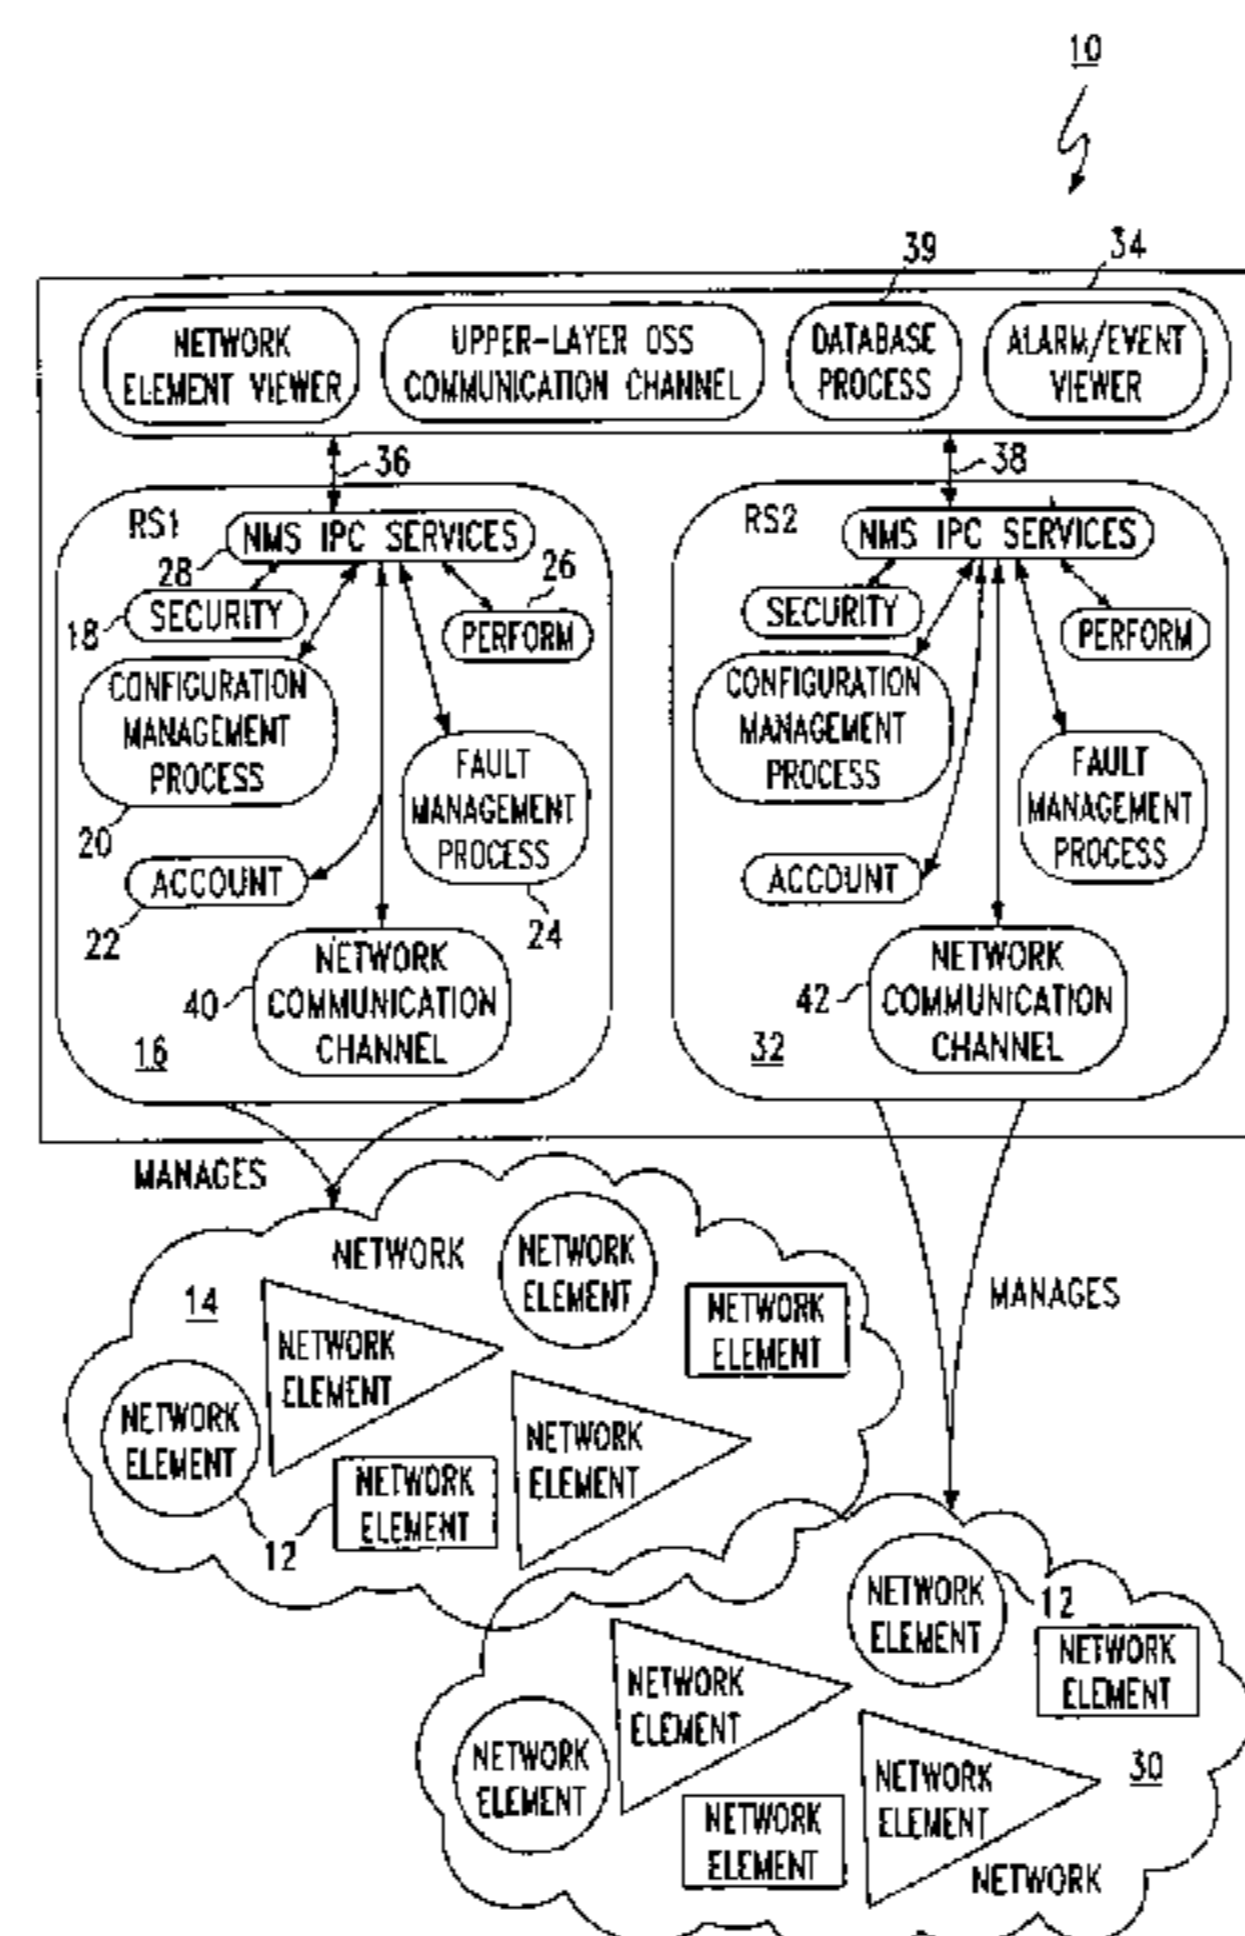 10
39
34
NETWORK
ELEMENT VIEWER
UPPER-LAYER OSS
COMMUNICATION CHANNEL
DATABASE
PROCESS
ALARM/EVENT
VIEWER
36
38
RS1
NMS IPC SERVICES
28
26
18
SECURITY
PERFORM
CONFIGURATION
MANAGEMENT
PROCESS
20
FAULT
MANAGEMENT
PROCESS
24
ACCOUNT
22
40
NETWORK
COMMUNICATION
CHANNEL
16
RS2
NMS IPC SERVICES
SECURITY
PERFORM
CONFIGURATION
MANAGEMENT
PROCESS
FAULT
MANAGEMENT
PROCESS
ACCOUNT
42
NETWORK
COMMUNICATION
CHANNEL
32
MANAGES
MANAGES
NETWORK
14
NETWORK
ELEMENT
NETWORK
ELEMENT
NETWORK
ELEMENT
NETWORK
ELEMENT
NETWORK
ELEMENT
NETWORK
ELEMENT
12
NETWORK
ELEMENT
12
NETWORK
ELEMENT
NETWORK
ELEMENT
NETWORK
ELEMENT
NETWORK
ELEMENT
NETWORK
ELEMENT
30
NETWORK